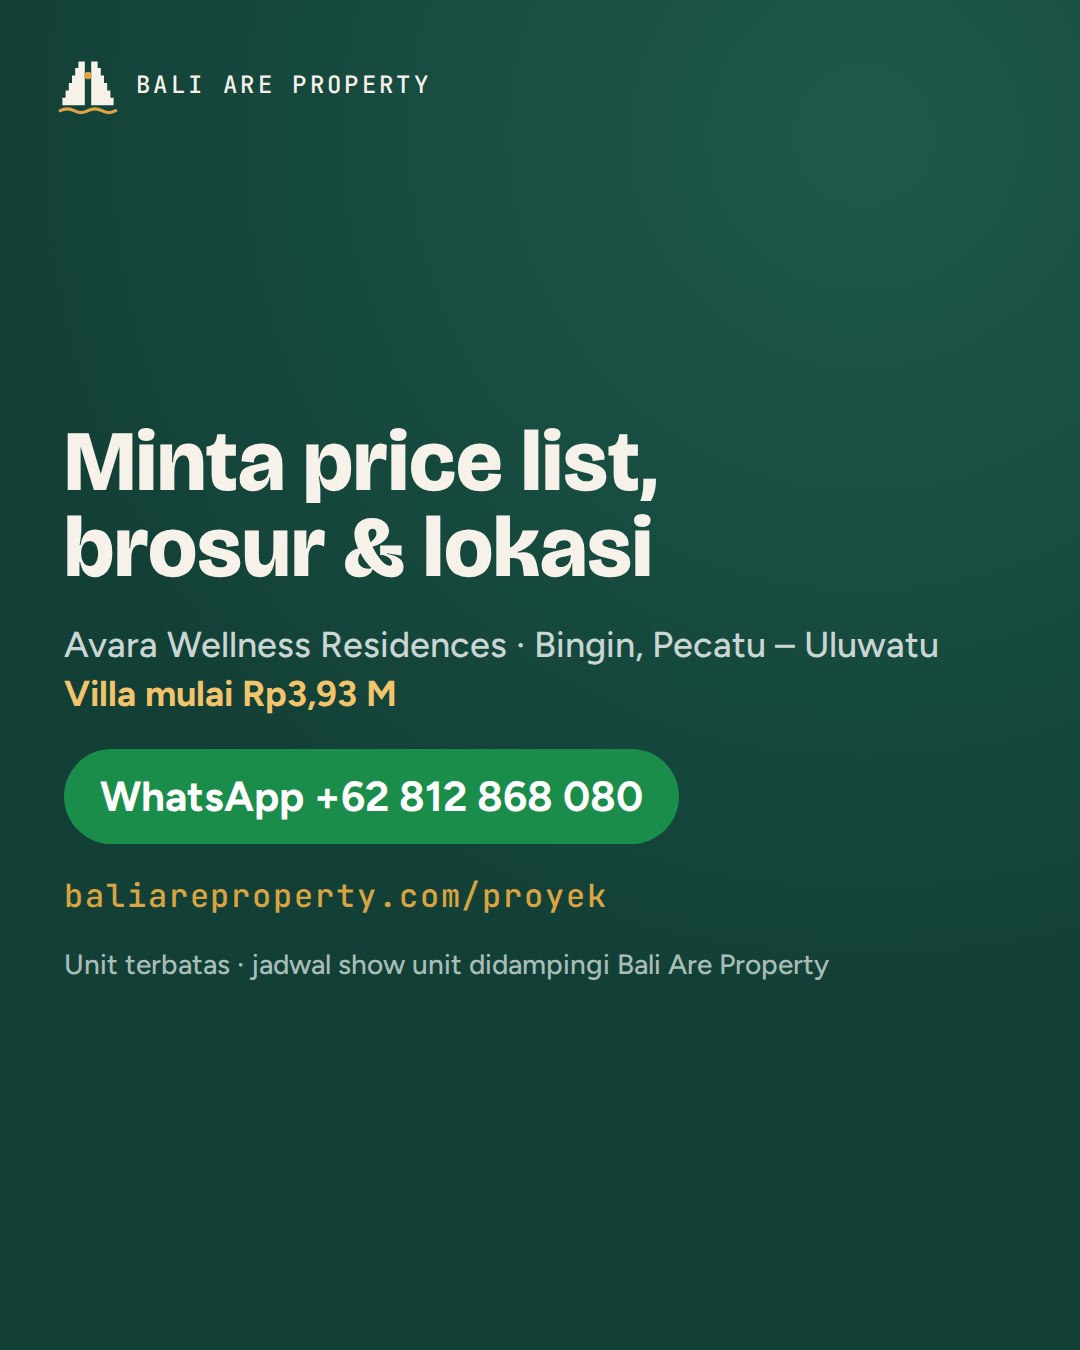 BALI ARE PROPERTY
Minta price list,
brosur & lokasi
Avara Wellness Residences · Bingin, Pecatu – Uluwatu
Villa mulai Rp3,93 M
WhatsApp +62 812 868 080
baliareproperty.com/proyek
Unit terbatas · jadwal show unit didampingi Bali Are Property